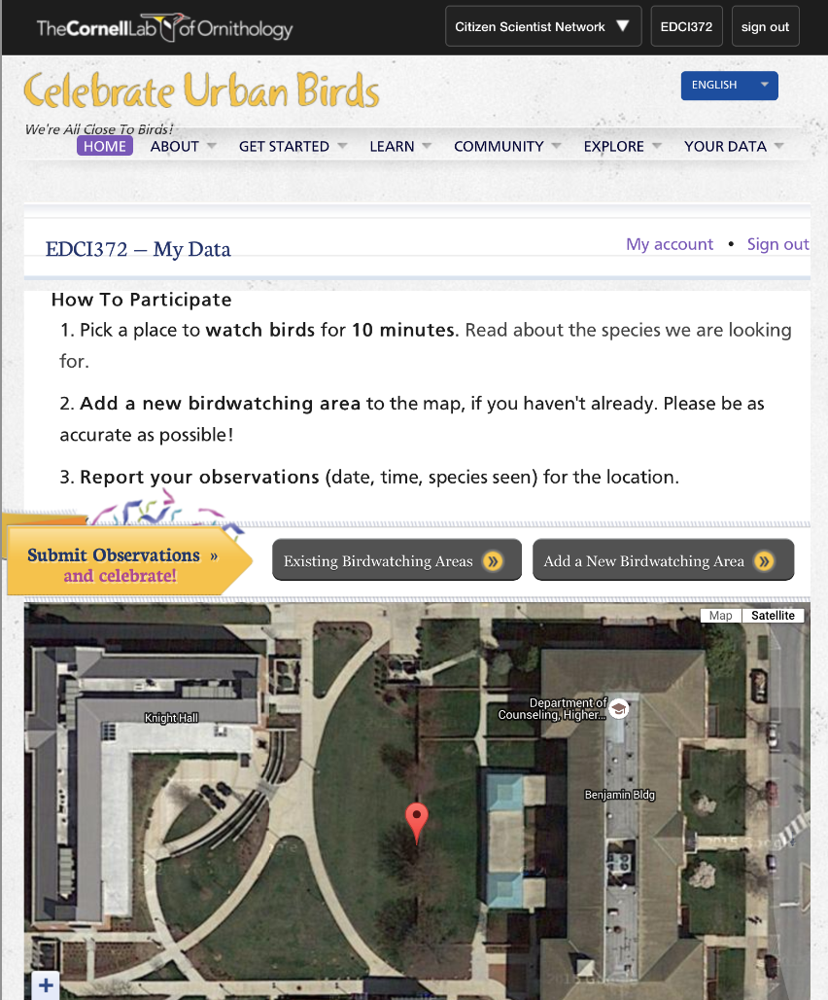 TheCornellLab of Ornithology
Citizen Scientist Network ▼
EDCI372
sign out
Celebrate Urban Birds
ENGLISH
We're All Close To Birds!
HOME ABOUT GET STARTED LEARN COMMUNITY EXPLORE YOUR DATA
EDCI372 – My Data
My account • Sign out
How To Participate
1. Pick a place to watch birds for 10 minutes. Read about the species we are looking
for.
2. Add a new birdwatching area to the map, if you haven't already. Please be as
accurate as possible!
3. Report your observations (date, time, species seen) for the location.
Submit Observations »
and celebrate!
Existing Birdwatching Areas »
Add a New Birdwatching Area »
Map Satellite
Department of
Counseling, Higher...
Knight Hall
Benjamin Bldg
2015 Google
2015 G
+